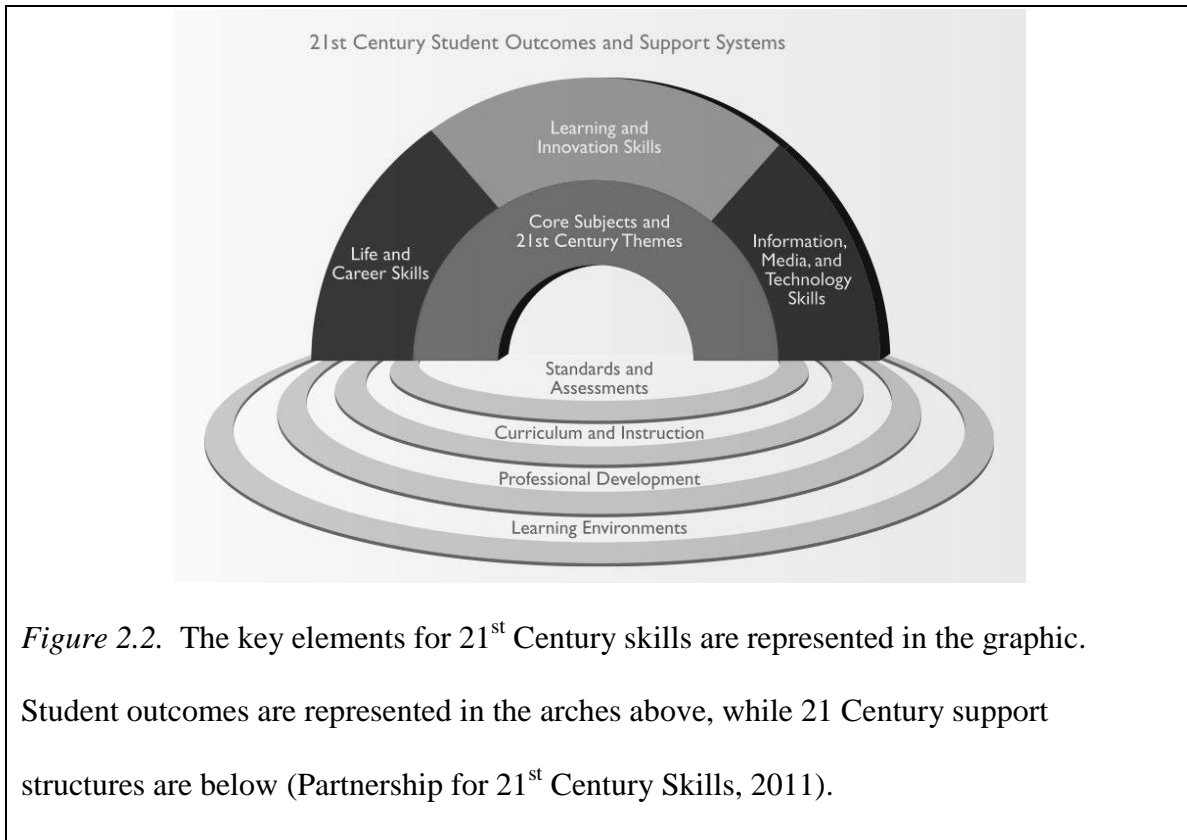 21st Century Student Outcomes and Support Systems
Learning and
Innovation Skills
Core Subjects and
21st Century Themes
Life and
Career Skills
Information,
Media, and
Technology
Skills
Standards and
Assessments
Curriculum and Instruction
Professional Development
Learning Environments
Figure 2.2. The key elements for 21st Century skills are represented in the graphic.
Student outcomes are represented in the arches above, while 21 Century support
structures are below (Partnership for 21st Century Skills, 2011).